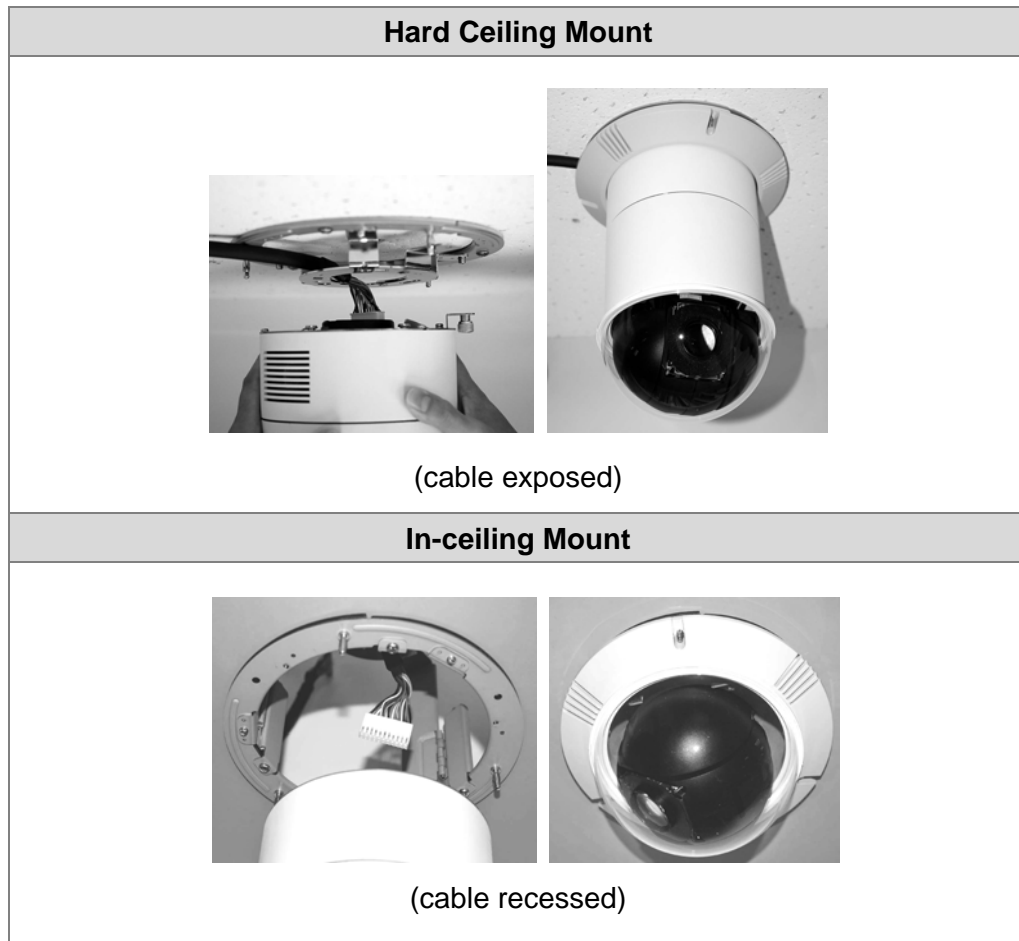 Hard Ceiling Mount
(cable exposed)
In-ceiling Mount
(cable recessed)